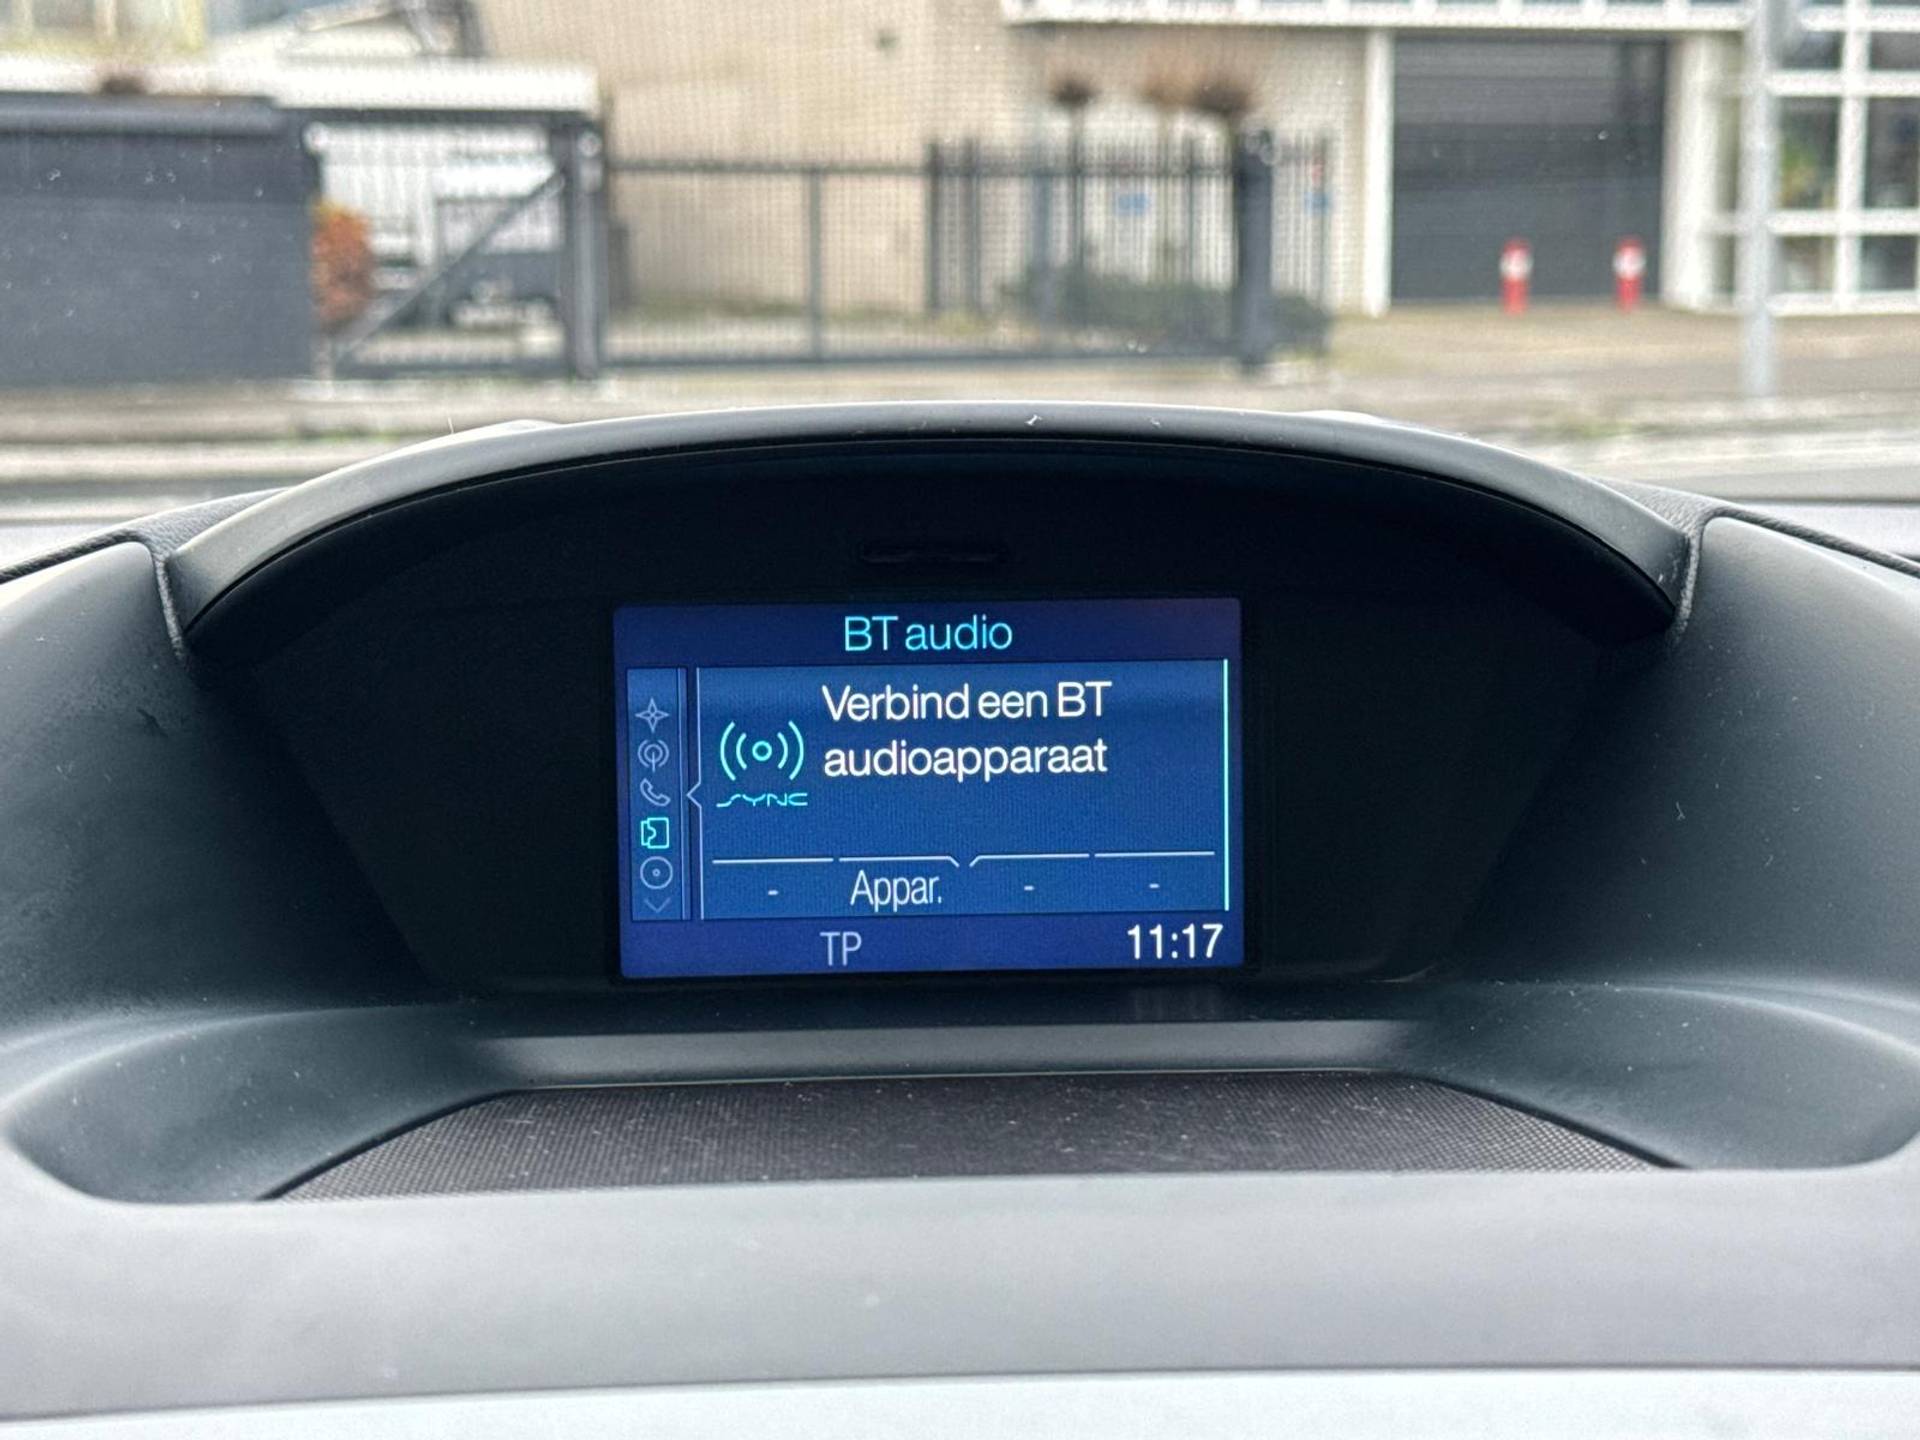 BT audio
Verbind een BT
audioapparaat
SYNC
- Appar. - -
TP 11:17